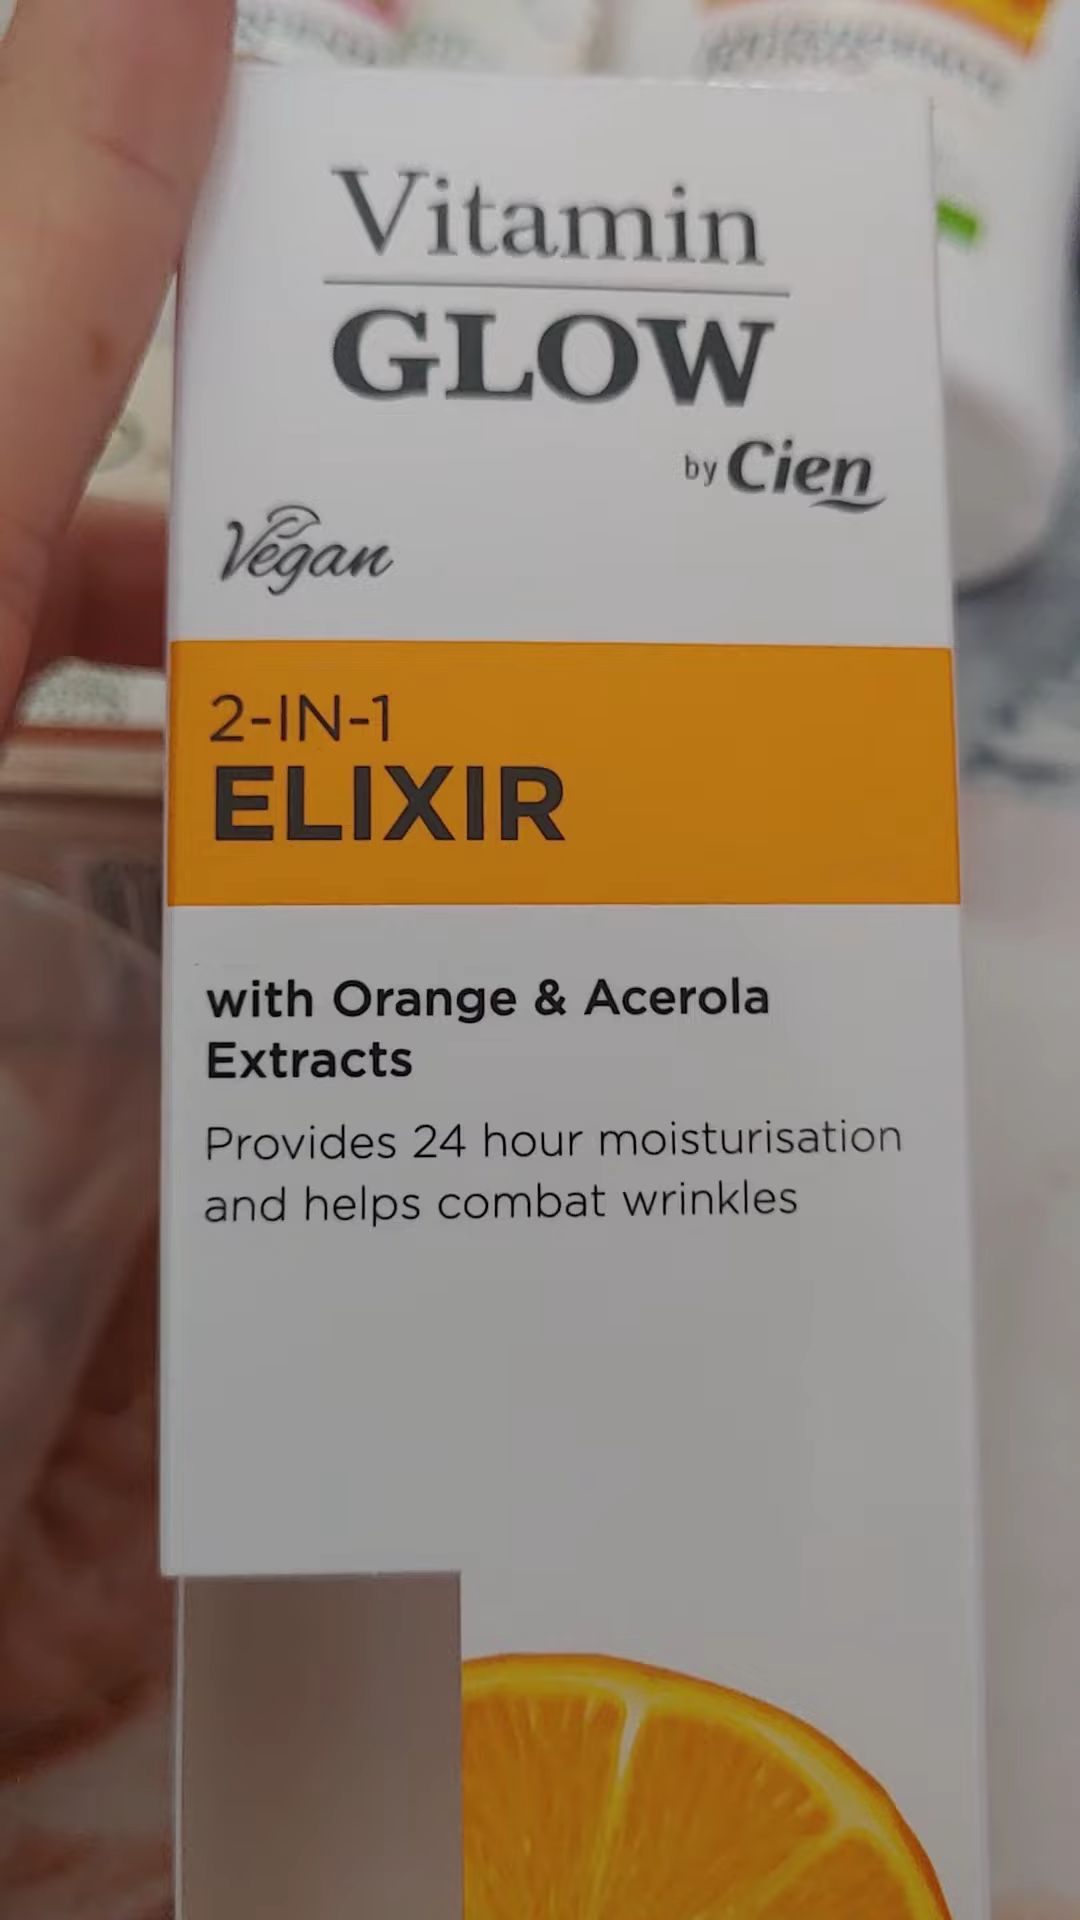 Vitamin
GLOW
by Cien
Vegan
2-IN-1
ELIXIR
with Orange & Acerola
Extracts
Provides 24 hour moisturisation
and helps combat wrinkles